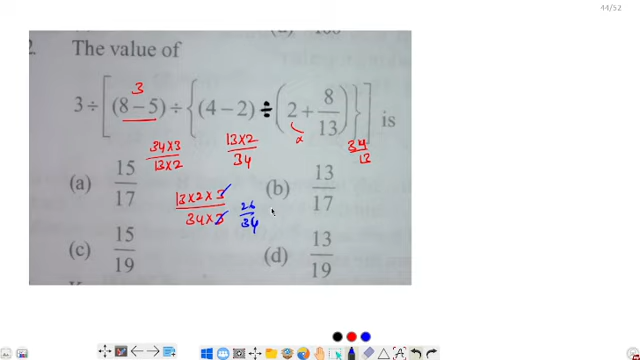 44/52
2. The value of
3
3 ÷ [(8 − 5) ÷ {(4 − 2) ÷ (2 + 8/13)}] is
34 × 3 / 13 × 2
13 × 2 / 34
34 / 13
(a) 15/17
13 × 2 × 3 / 34 × 3
26 / 34
(b) 13/17
(c) 15/19
(d) 13/19